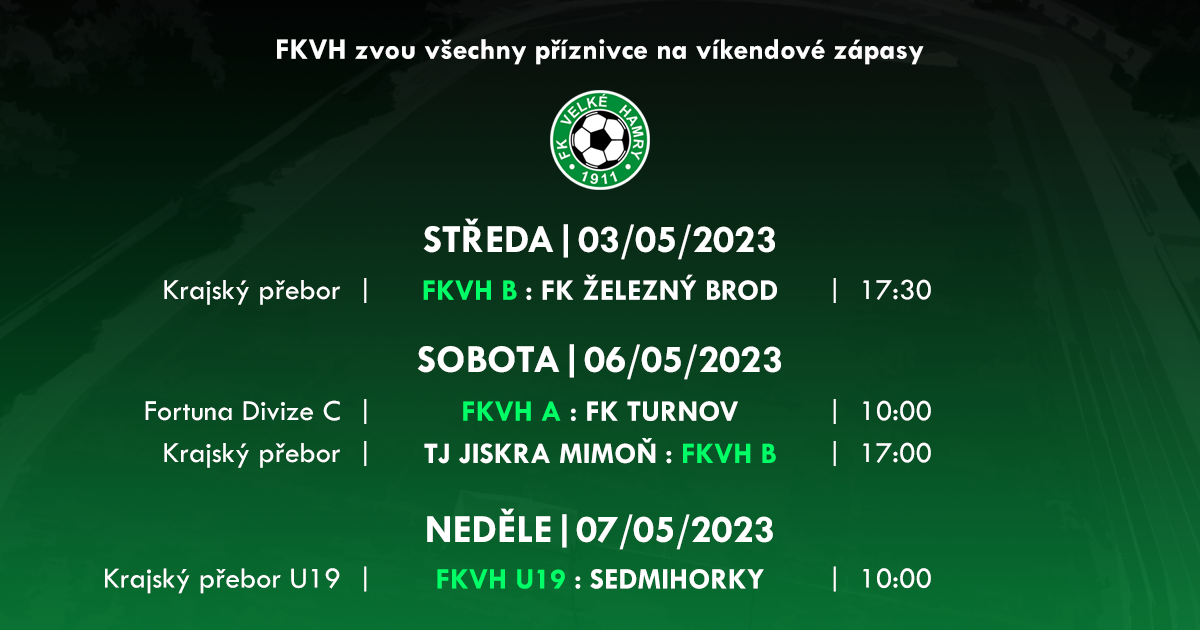 FKVH zvou všechny příznivce na víkendové zápasy
FK VELKÉ HAMRY
1911
STŘEDA | 03/05/2023
Krajský přebor | FKVH B : FK ŽELEZNÝ BROD | 17:30
SOBOTA | 06/05/2023
Fortuna Divize C | FKVH A : FK TURNOV | 10:00
Krajský přebor | TJ JISKRA MIMOŇ : FKVH B | 17:00
NEDĚLE | 07/05/2023
Krajský přebor U19 | FKVH U19 : SEDMIHORKY | 10:00